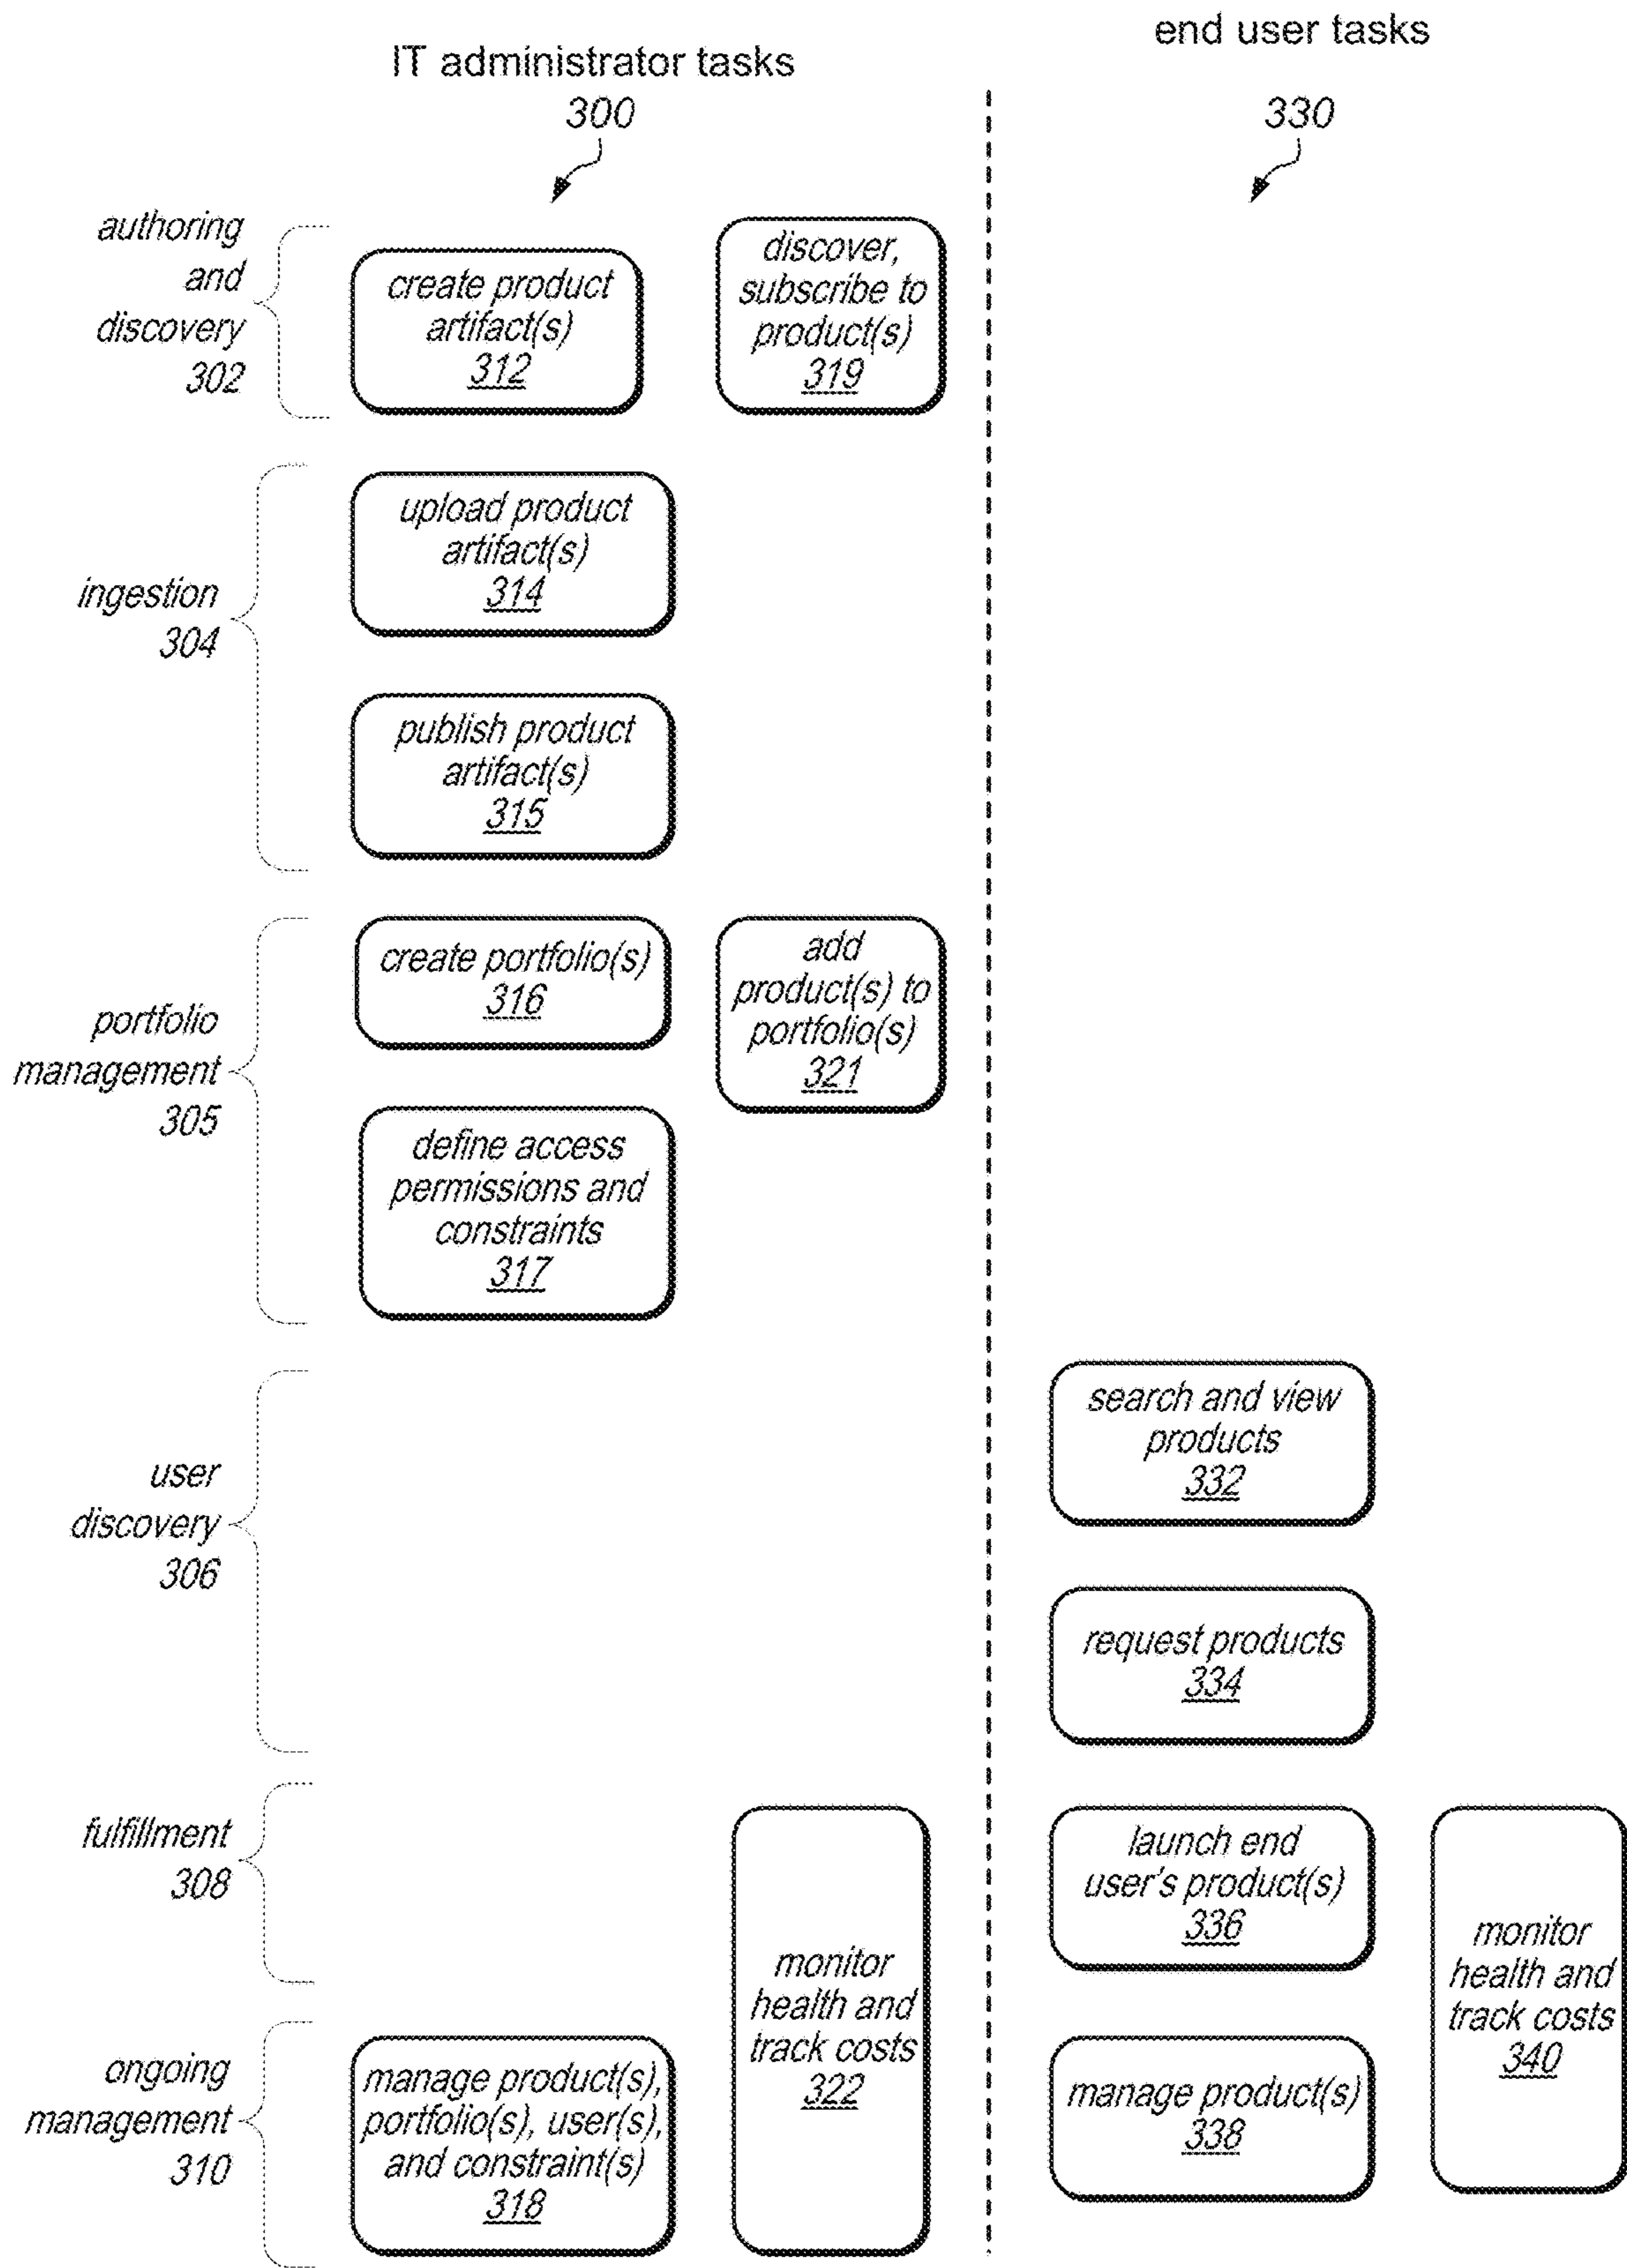 IT administrator tasks
300
end user tasks
330
authoring
and
discovery
302
create product
artifact(s)
312
discover,
subscribe to
product(s)
319
ingestion
304
upload product
artifact(s)
314
publish product
artifact(s)
315
portfolio
management
305
create portfolio(s)
316
add
product(s) to
portfolio(s)
321
define access
permissions and
constraints
317
user
discovery
306
search and view
products
332
request products
334
fulfillment
308
launch end
user's product(s)
336
monitor
health and
track costs
322
monitor
health and
track costs
340
ongoing
management
310
manage product(s),
portfolio(s), user(s),
and constraint(s)
318
manage product(s)
338